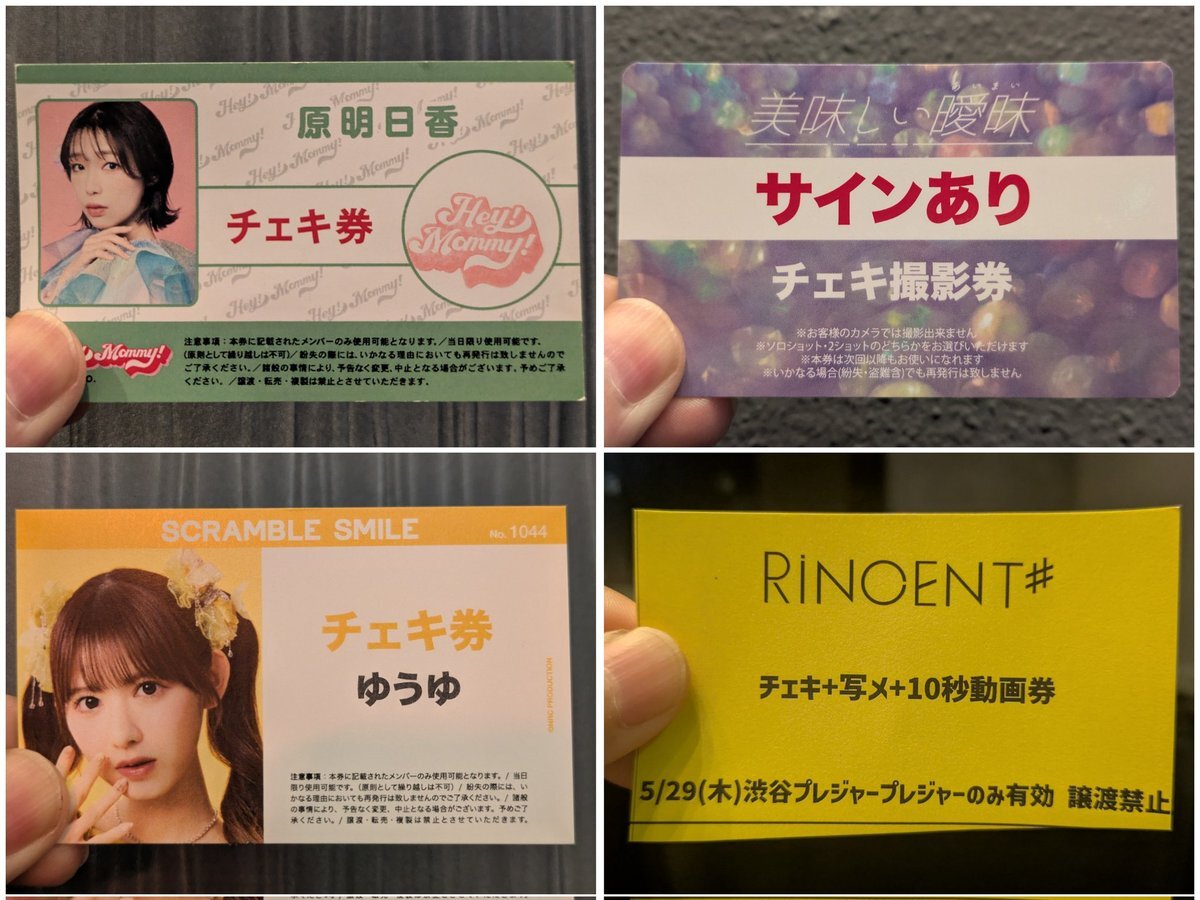 原明日香
チェキ券
Hey!
Mommy!
Mommy!
注意事項：本券に記載されたメンバーのみ使用可能となります。/当日限り使用可能です。
(原則として繰り越しは不可)/紛失の際には、いかなる理由においても再発行は致しませんので
ご了承ください。/諸般の事情により、予告なく変更、中止となる場合がございます、予めご了承
ください。/譲渡・転売・複製は禁止とさせていただきます。
あいまい
美味しい曖昧
サインあり
チェキ撮影券
※お客様のカメラでは撮影出来ません
※ソロショット・2ショットのどちらかをお選びいただけます
※本券は次回以降もお使いになれます
※いかなる場合(紛失・盗難含)でも再発行は致しません
SCRAMBLE SMILE
No. 1044
チェキ券
ゆうゆ
©NNC PRODUCTION
注意事項：本券に記載されたメンバーのみ使用可能となります。/ 当日
限り使用可能です。（原則として繰り越しは不可）/ 紛失の際には、い
かなる理由においても再発行は致しませんのでご了承ください。/ 諸般
の事情により、予告なく変更、中止となる場合がございます。予めご了
承ください。/ 譲渡・転売・複製は禁止とさせていただきます。
RiNCENT♯
チェキ+写メ+10秒動画券
5/29(木)渋谷プレジャープレジャーのみ有効 譲渡禁止